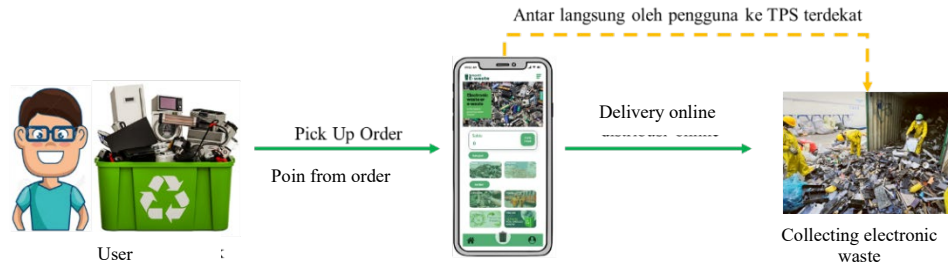 Antar langsung oleh pengguna ke TPS terdekat
Pick Up Order
Poin from order
Delivery online
User
Collecting electronic
waste
E-waste